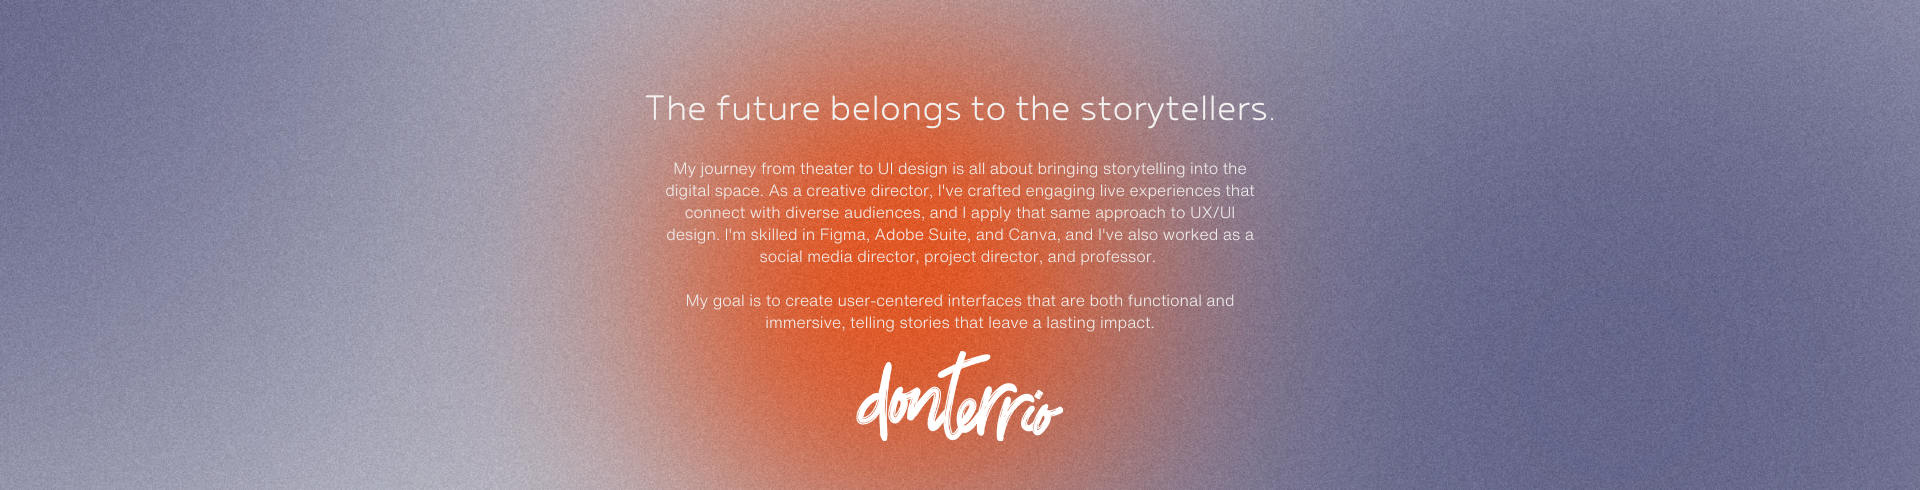 The future belongs to the storytellers.
My journey from theater to UI design is all about bringing storytelling into the
digital space. As a creative director, I've crafted engaging live experiences that
connect with diverse audiences, and I apply that same approach to UX/UI
design. I'm skilled in Figma, Adobe Suite, and Canva, and I've also worked as a
social media director, project director, and professor.
My goal is to create user-centered interfaces that are both functional and
immersive, telling stories that leave a lasting impact.
donterrio